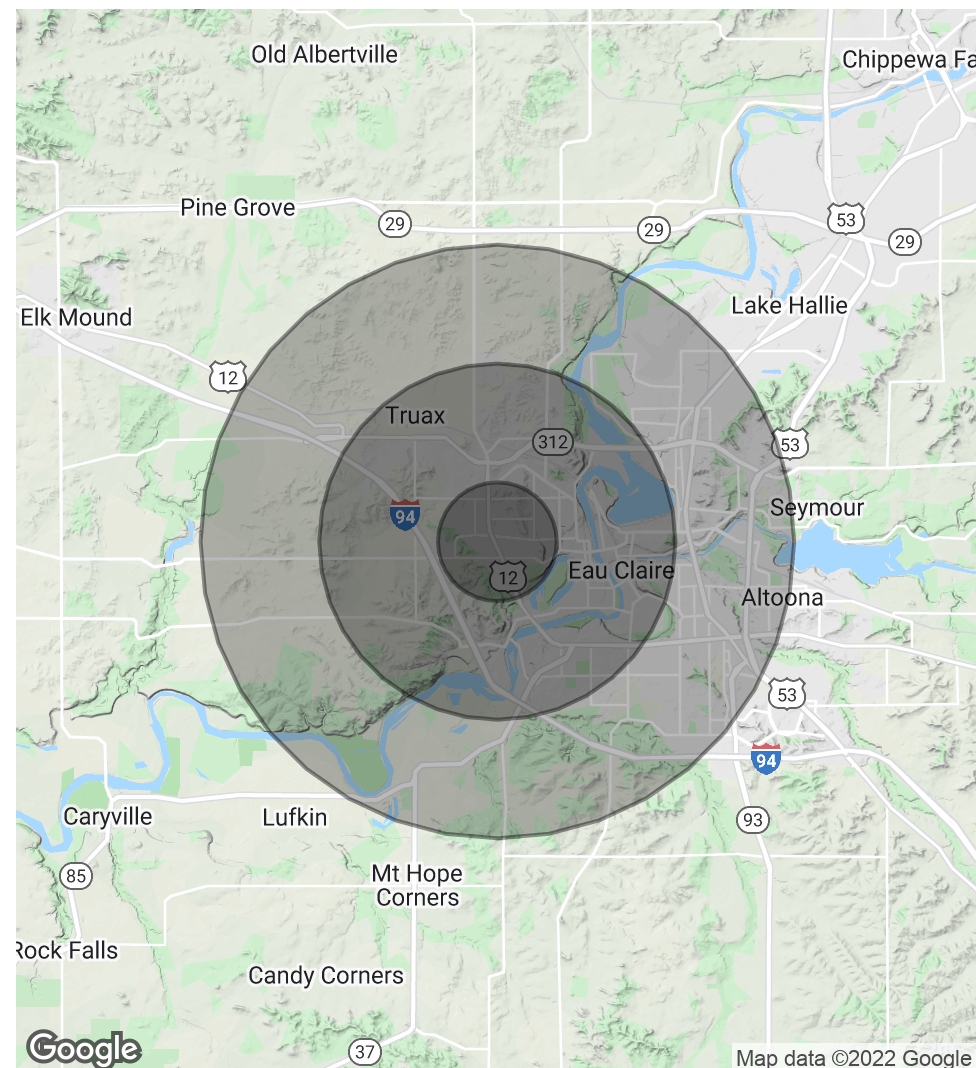 Old Albertville
Chippewa Fa
Pine Grove
29
29
53
29
Elk Mound
Lake Hallie
12
Truax
312
53
94
Seymour
12
Eau Claire
Altoona
53
94
Caryville
Lufkin
93
85
Mt Hope
Corners
Rock Falls
Candy Corners
37
Google
Map data ©2022 Google